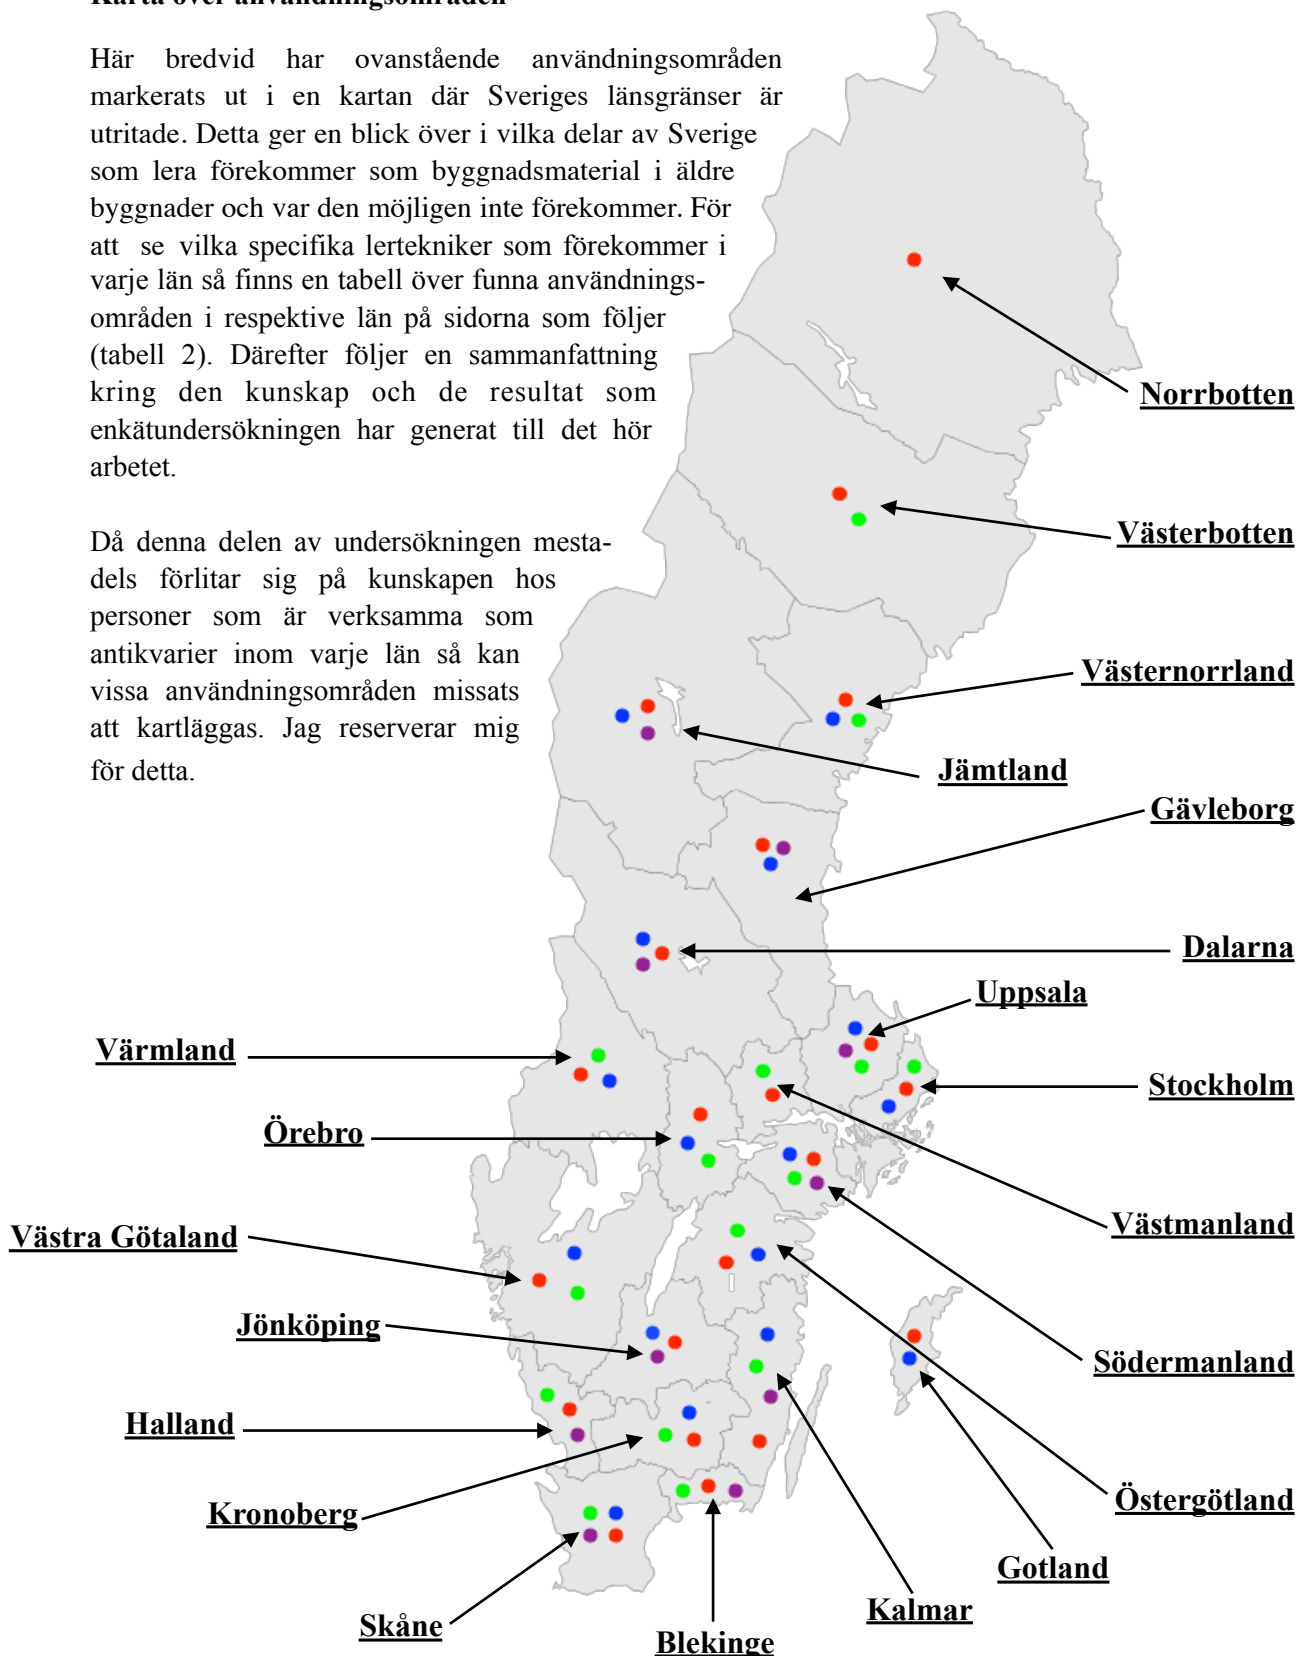 Karta över användningsområden
Här bredvid har ovanstående användningsområden
markerats ut i en kartan där Sveriges länsgränser är
utritade. Detta ger en blick över i vilka delar av Sverige
som lera förekommer som byggnadsmaterial i äldre
byggnader och var den möjligen inte förekommer. För
att se vilka specifika lertekniker som förekommer i
varje län så finns en tabell över funna användnings-
områden i respektive län på sidorna som följer
(tabell 2). Därefter följer en sammanfattning
kring den kunskap och de resultat som
enkätundersökningen har generat till det hör
arbetet.
Då denna delen av undersökningen mesta-
dels förlitar sig på kunskapen hos
personer som är verksamma som
antikvarier inom varje län så kan
vissa användningsområden missats
att kartläggas. Jag reserverar mig
för detta.
Norrbotten
Västerbotten
Västernorrland
Jämtland
Gävleborg
Dalarna
Uppsala
Värmland
Stockholm
Örebro
Västmanland
Västra Götaland
Jönköping
Södermanland
Halland
Östergötland
Kronoberg
Gotland
Kalmar
Skåne
Blekinge